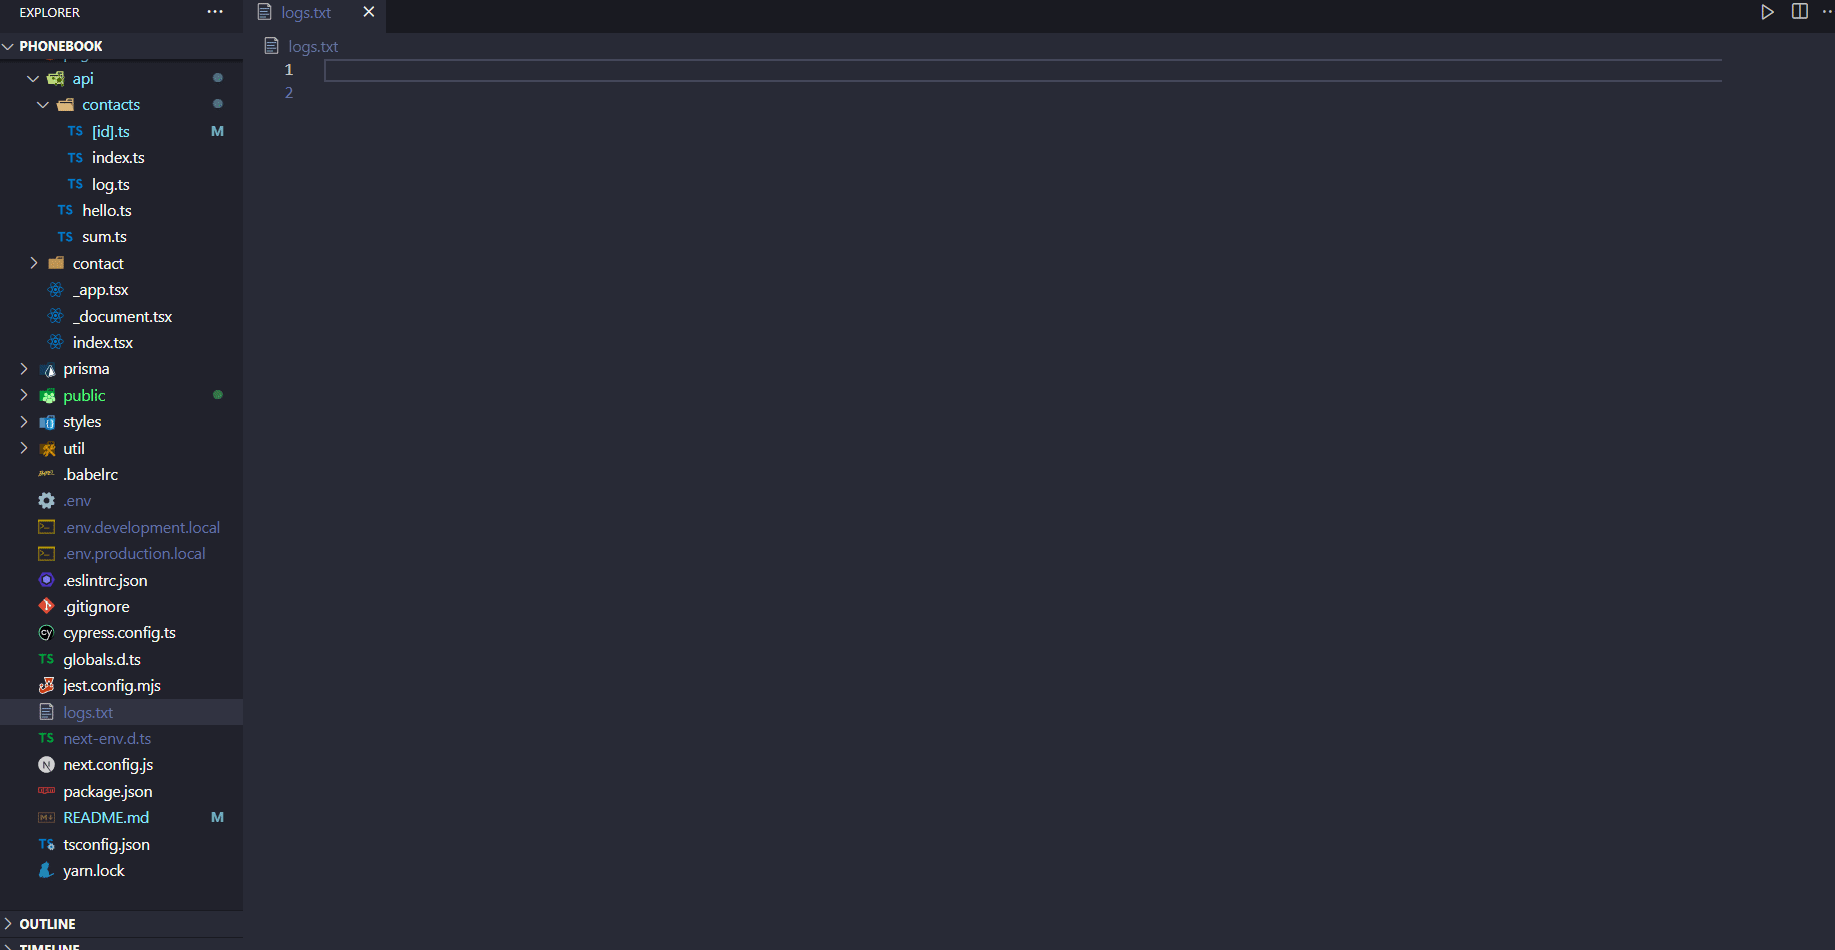 EXPLORER
PHONEBOOK
api
contacts
TS [id].ts M
TS index.ts
TS log.ts
TS hello.ts
TS sum.ts
contact
_app.tsx
_document.tsx
index.tsx
prisma
public
styles
util
.babelrc
.env
.env.development.local
.env.production.local
.eslintrc.json
.gitignore
cy cypress.config.ts
TS globals.d.ts
jest.config.mjs
logs.txt
TS next-env.d.ts
N next.config.js
package.json
README.md M
TS tsconfig.json
yarn.lock
OUTLINE
TIMELINE
logs.txt
logs.txt
1
2